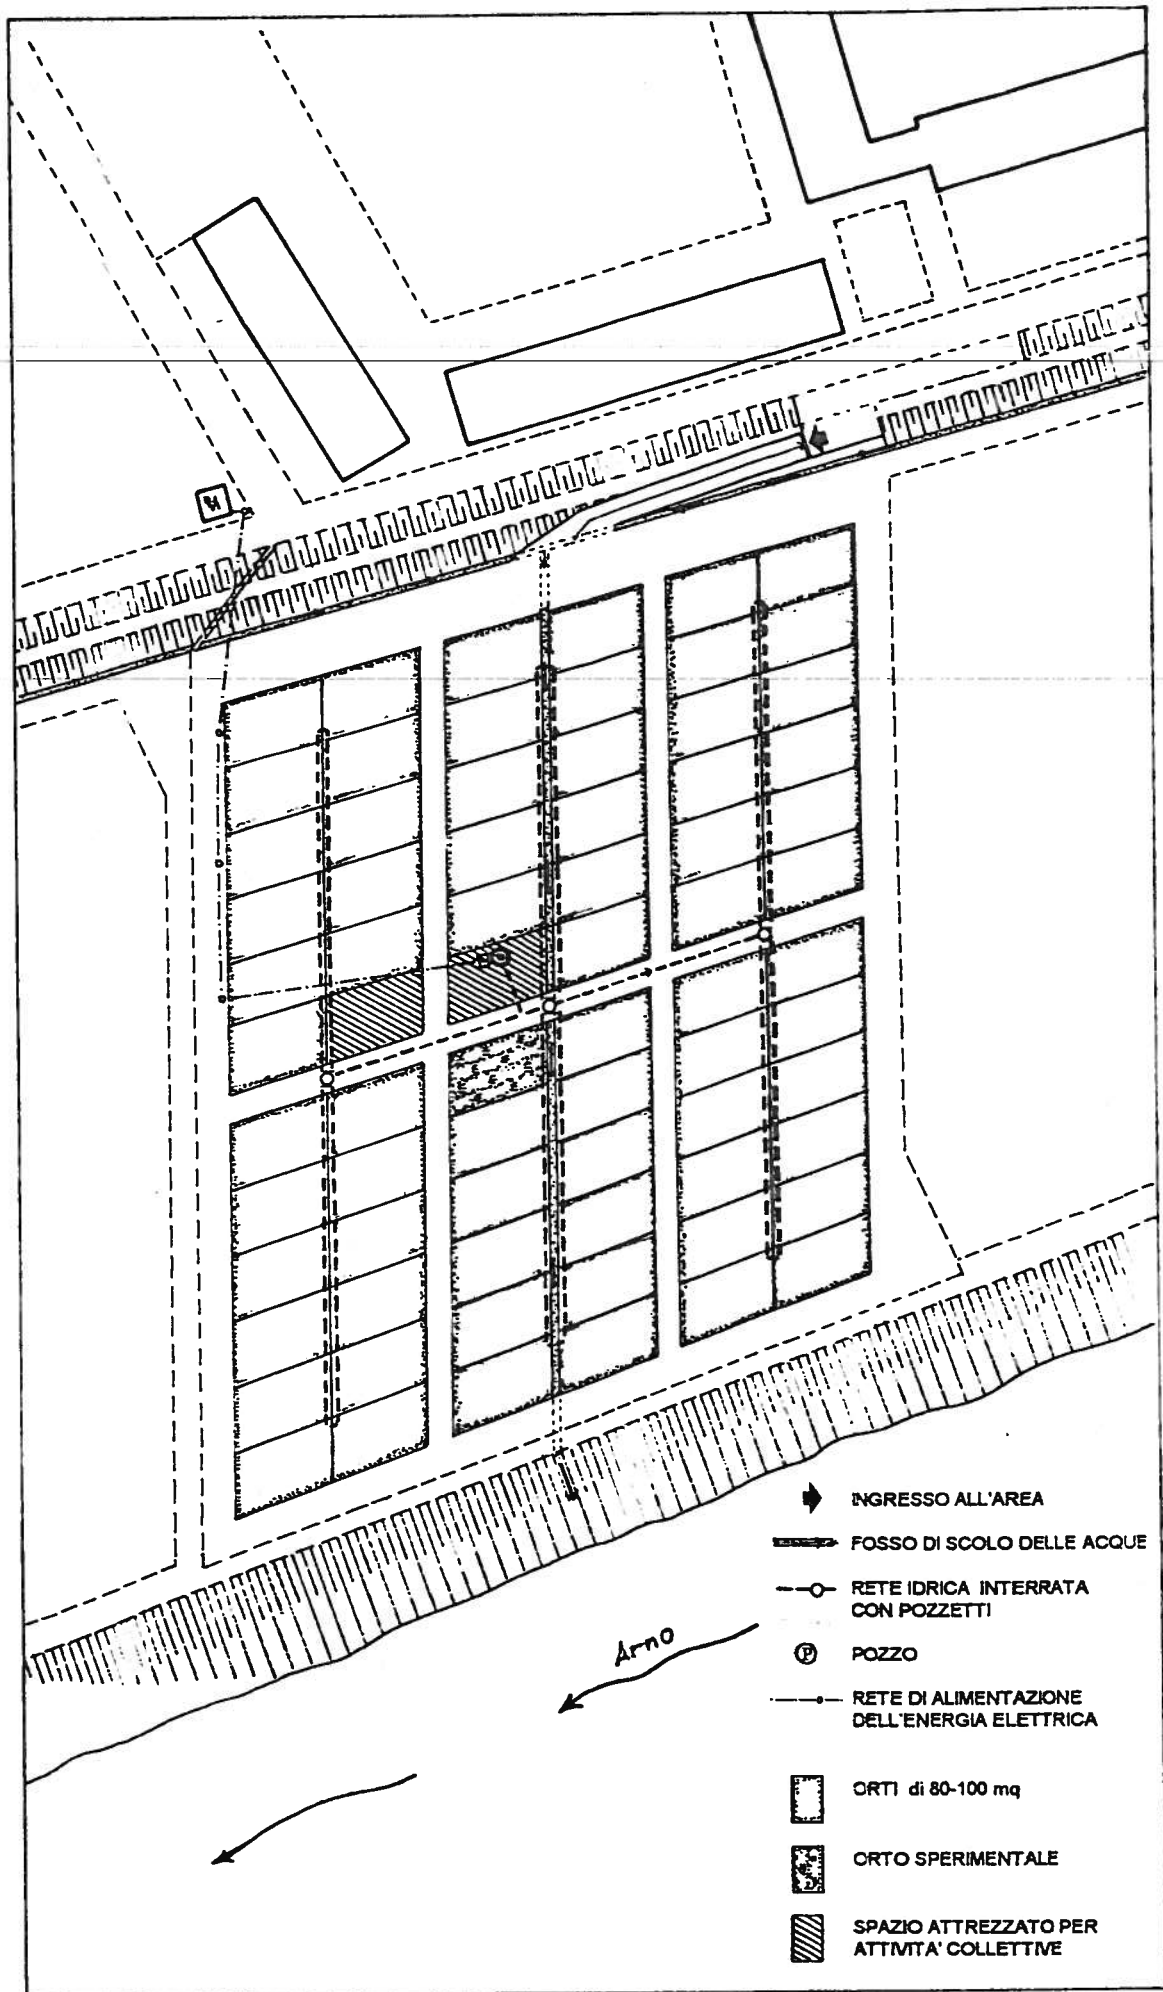 INGRESSO ALL'AREA
FOSSO DI SCOLO DELLE ACQUE
RETE IDRICA INTERRATA
CON POZZETTI
P POZZO
Arno
RETE DI ALIMENTAZIONE
DELL'ENERGIA ELETTRICA
ORTI di 80-100 mq
ORTO SPERIMENTALE
SPAZIO ATTREZZATO PER
ATTIVITA' COLLETTIVE